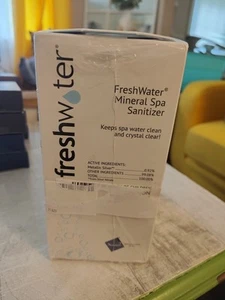 freshwater®
FreshWater®
Mineral Spa
Sanitizer
Keeps spa water clean
and crystal clear!
ACTIVE INGREDIENTS:
OTHER INGREDIENTS
TOTAL